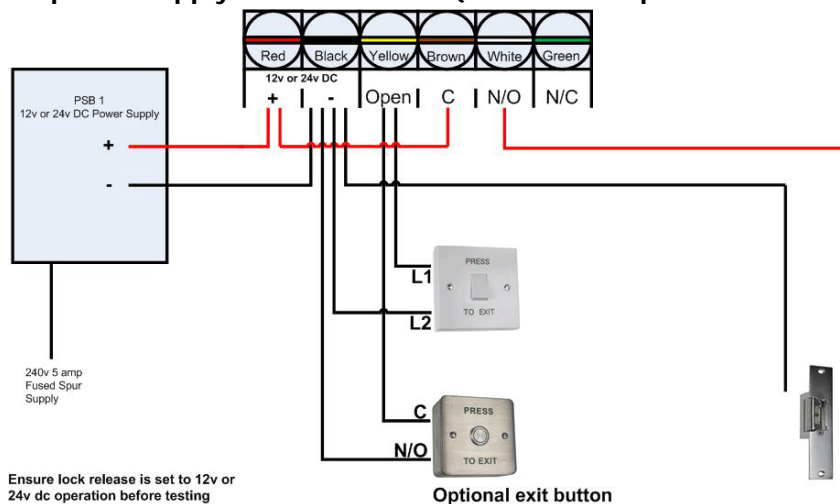 Red Black Yellow Brown White Green
12v or 24v DC
+ - Open C N/O N/C
PSB 1
12v or 24v DC Power Supply
+
-
PRESS
L1
TO EXIT
L2
240v 5 amp
Fused Spur
Supply
C
PRESS
N/O
TO EXIT
Ensure lock release is set to 12v or
24v dc operation before testing
Optional exit button